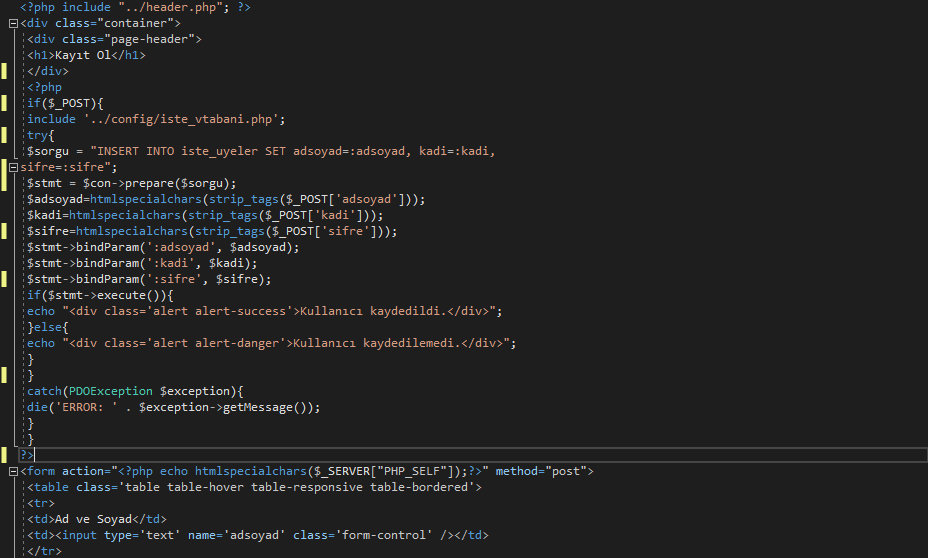 <?php include "../header.php"; ?>
<div class="container">
<div class="page-header">
<h1>Kayıt Ol</h1>
</div>
<?php
if($_POST){
include '../config/iste_vtabani.php';
try{
$sorgu = "INSERT INTO iste_uyeler SET adsoyad=:adsoyad, kadi=:kadi,
sifre=:sifre";
$stmt = $con->prepare($sorgu);
$adsoyad=htmlspecialchars(strip_tags($_POST['adsoyad']));
$kadi=htmlspecialchars(strip_tags($_POST['kadi']));
$sifre=htmlspecialchars(strip_tags($_POST['sifre']));
$stmt->bindParam(':adsoyad', $adsoyad);
$stmt->bindParam(':kadi', $kadi);
$stmt->bindParam(':sifre', $sifre);
if($stmt->execute()){
echo "<div class='alert alert-success'>Kullanıcı kaydedildi.</div>";
}else{
echo "<div class='alert alert-danger'>Kullanıcı kaydedilemedi.</div>";
}
}
catch(PDOException $exception){
die('ERROR: ' . $exception->getMessage());
}
}
?>
<form action="<?php echo htmlspecialchars($_SERVER["PHP_SELF"]);?>" method="post">
<table class='table table-hover table-responsive table-bordered'>
<tr>
<td>Ad ve Soyad</td>
<td><input type='text' name='adsoyad' class='form-control' /></td>
</tr>